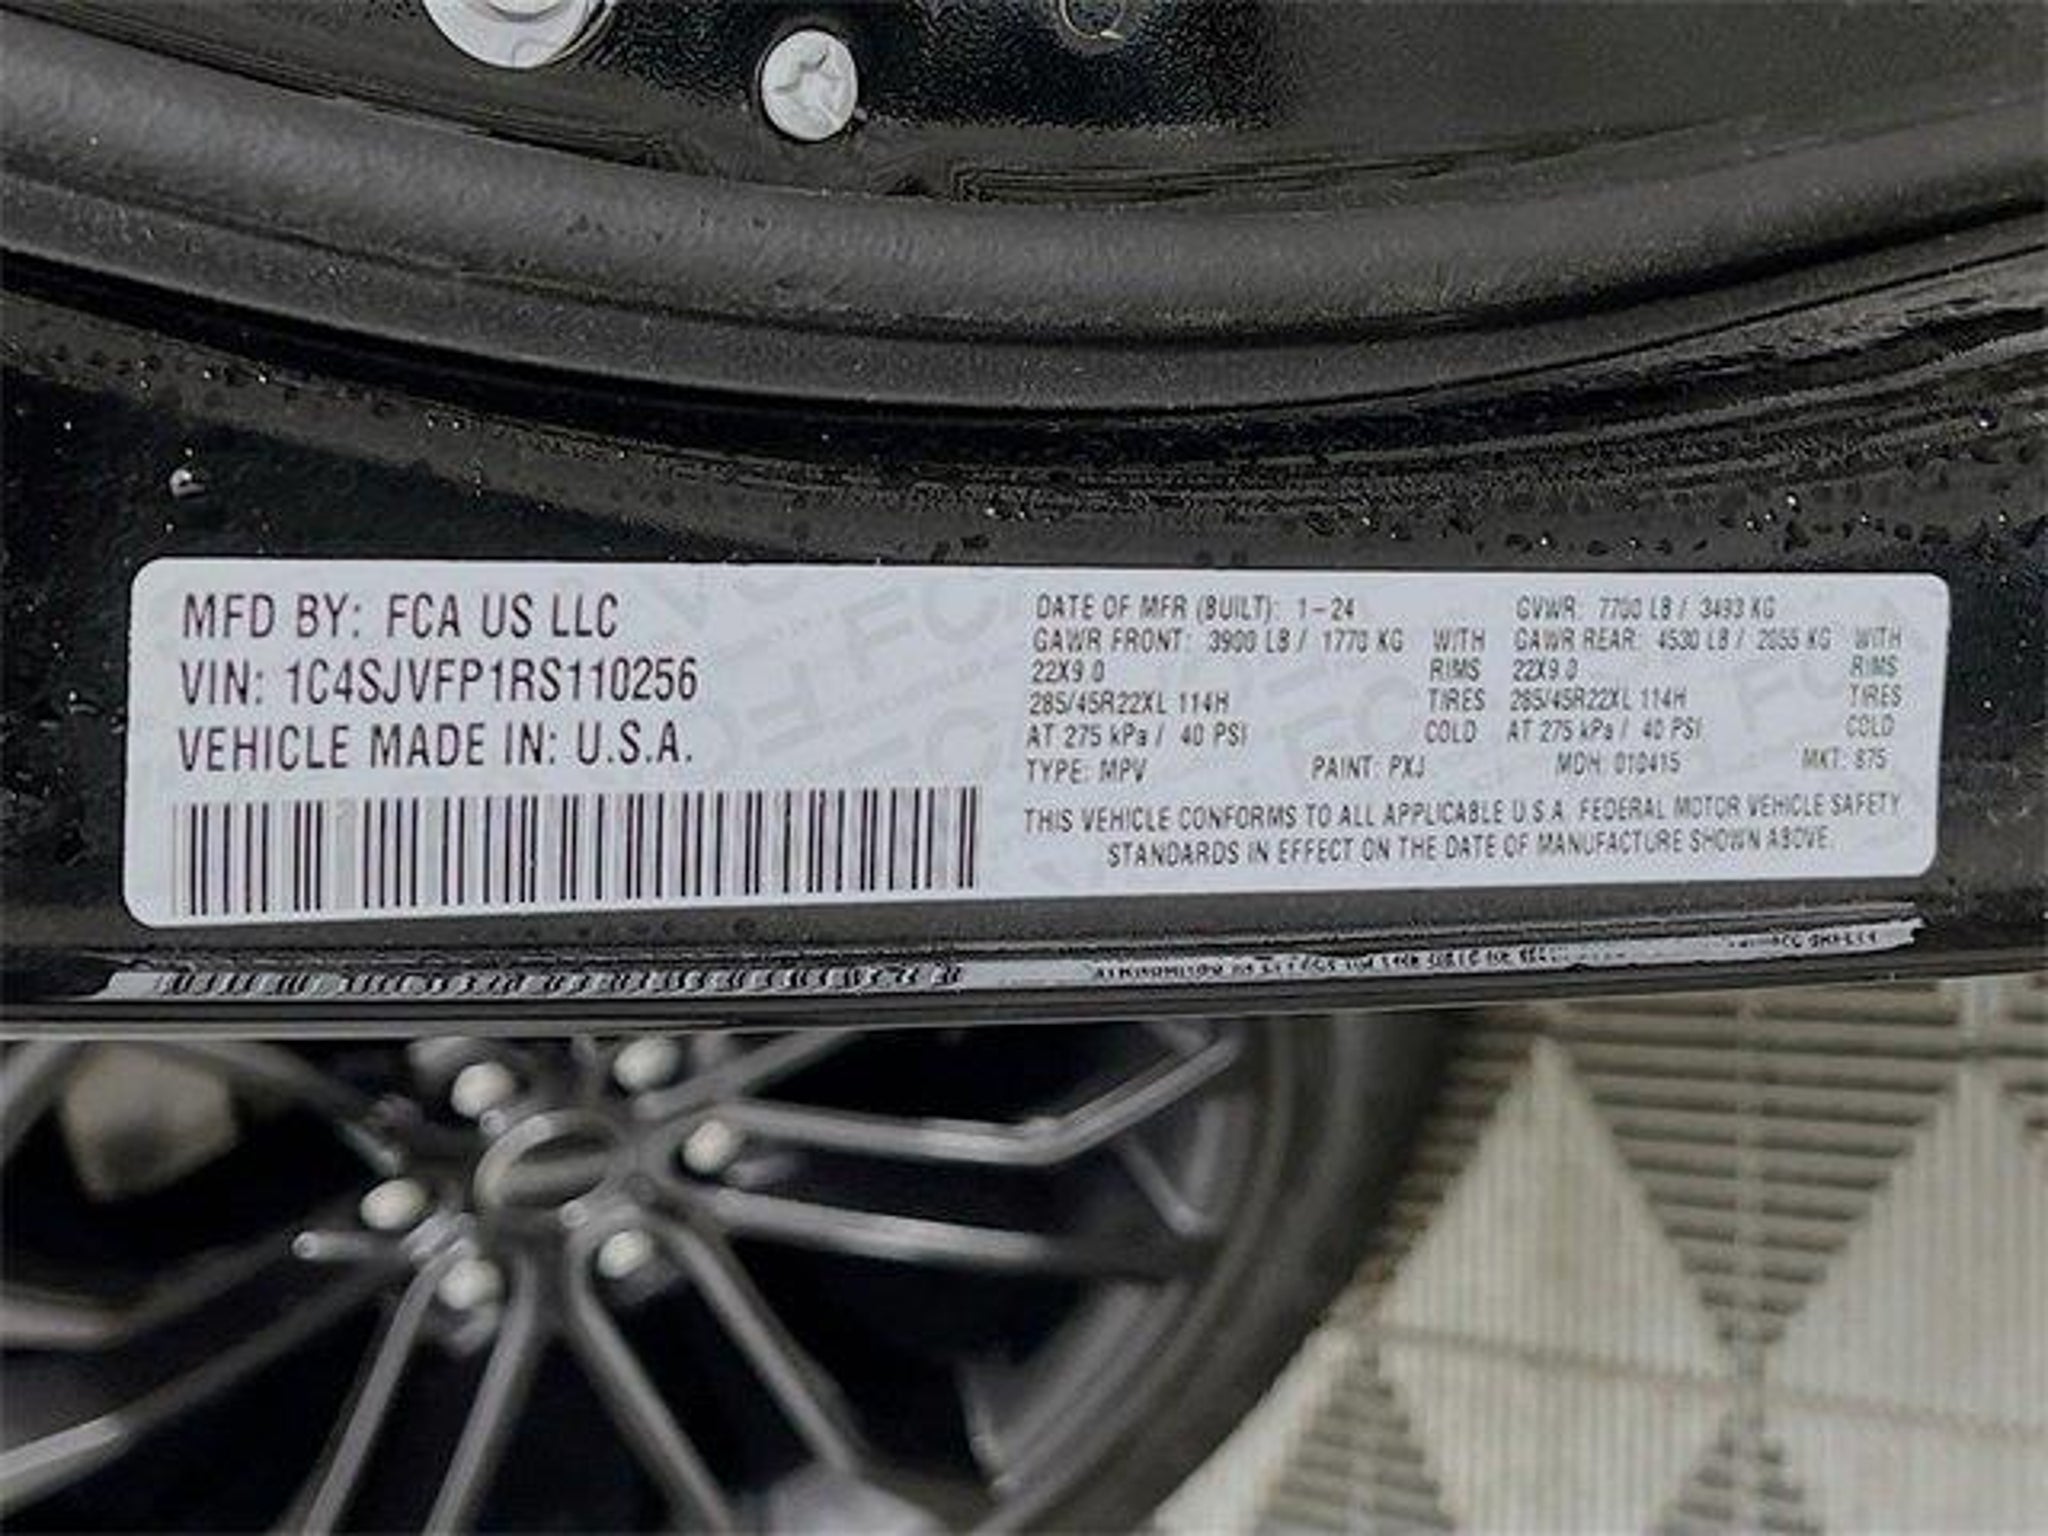 MFD BY: FCA US LLC
VIN: 1C4SJVFP1RS110256
VEHICLE MADE IN: U.S.A.
DATE OF MFR (BUILT): 1-24 GVWR: 7700 LB / 3493 KG
GAWR FRONT: 3900 LB / 1770 KG WITH GAWR REAR: 4530 LB / 2055 KG WITH
22X9.0 RIMS 22X9.0 RIMS
285/45R22XL 114H TIRES 285/45R22XL 114H TIRES
AT 275 kPa / 40 PSI COLD AT 275 kPa / 40 PSI COLD
TYPE: MPV PAINT: PXJ MDH: 010415 MKT: 875
THIS VEHICLE CONFORMS TO ALL APPLICABLE U.S.A. FEDERAL MOTOR VEHICLE SAFETY
STANDARDS IN EFFECT ON THE DATE OF MANUFACTURE SHOWN ABOVE.